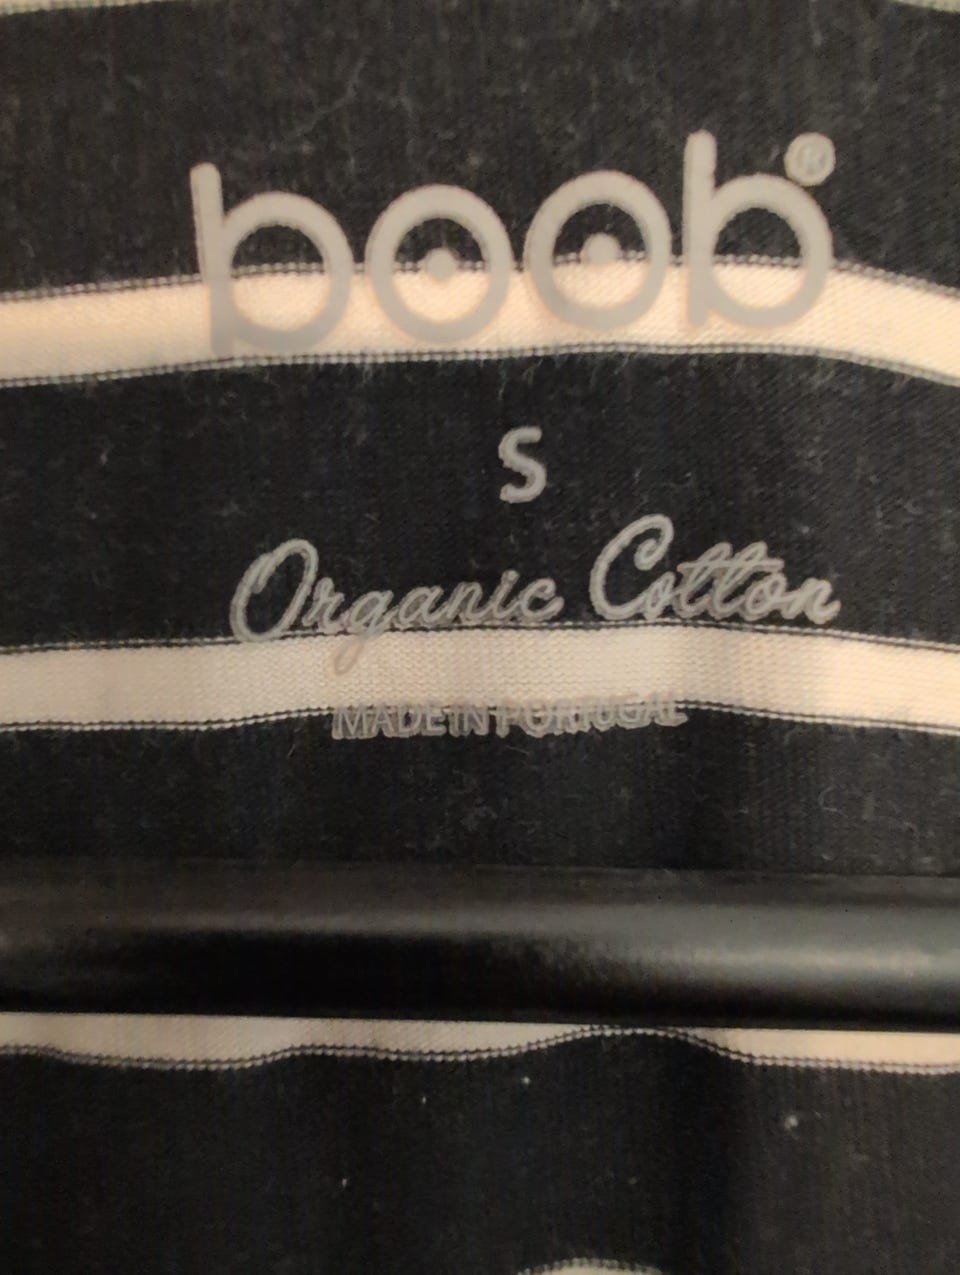 boob®
S
Organic Cotton
MADE IN PORTUGAL